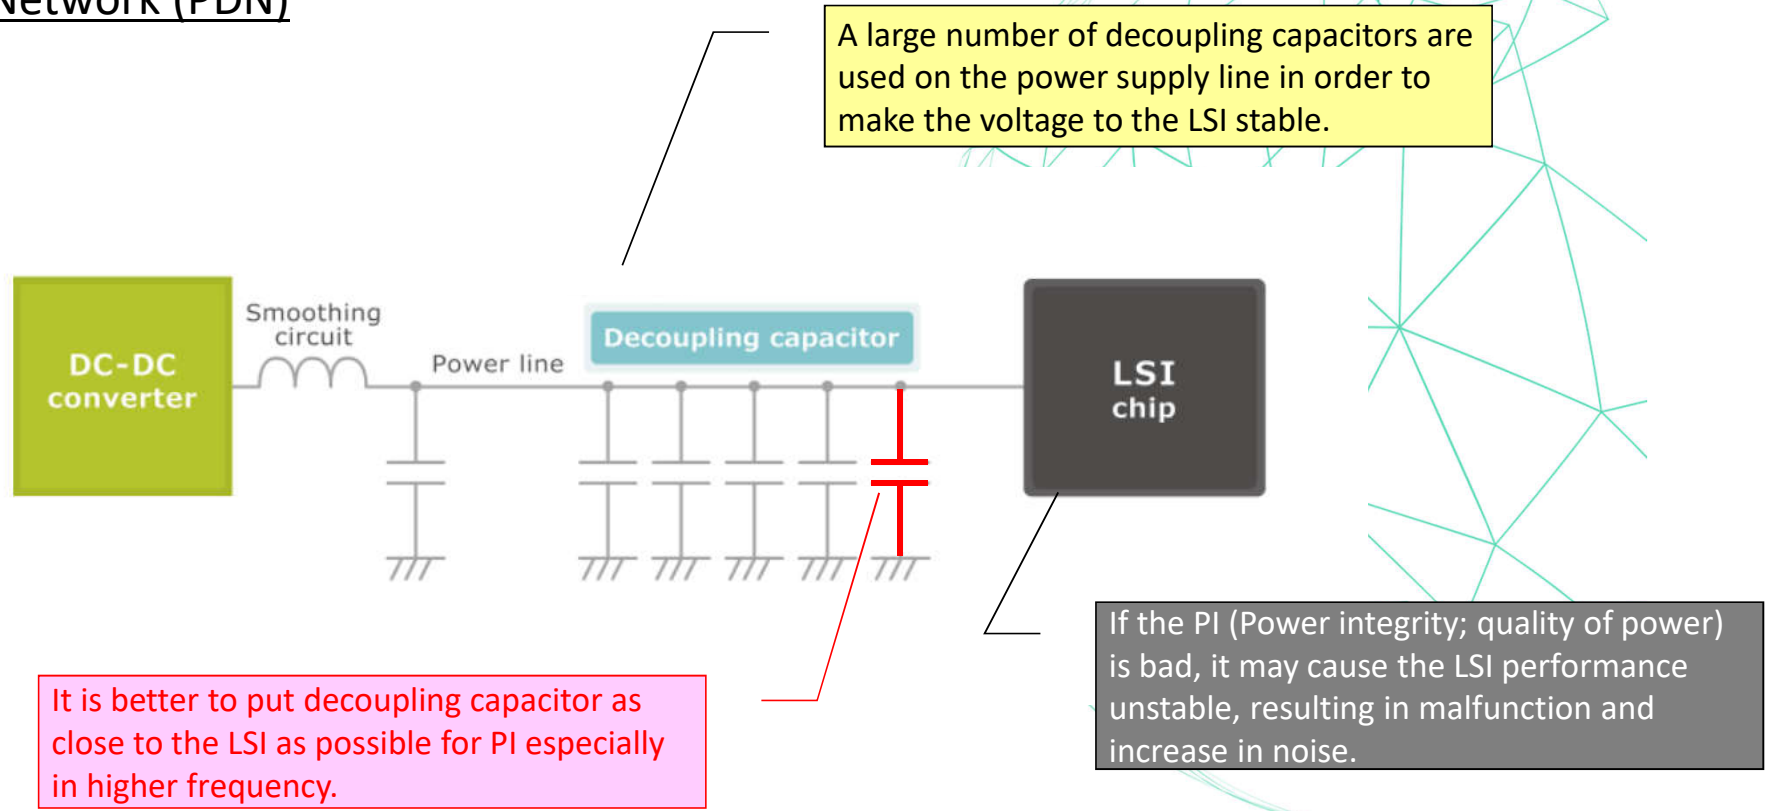 Network (PDN)
A large number of decoupling capacitors are
used on the power supply line in order to
make the voltage to the LSI stable.
Smoothing
circuit
Power line
Decoupling capacitor
DC-DC
converter
LSI
chip
If the PI (Power integrity; quality of power)
is bad, it may cause the LSI performance
unstable, resulting in malfunction and
increase in noise.
It is better to put decoupling capacitor as
close to the LSI as possible for PI especially
in higher frequency.